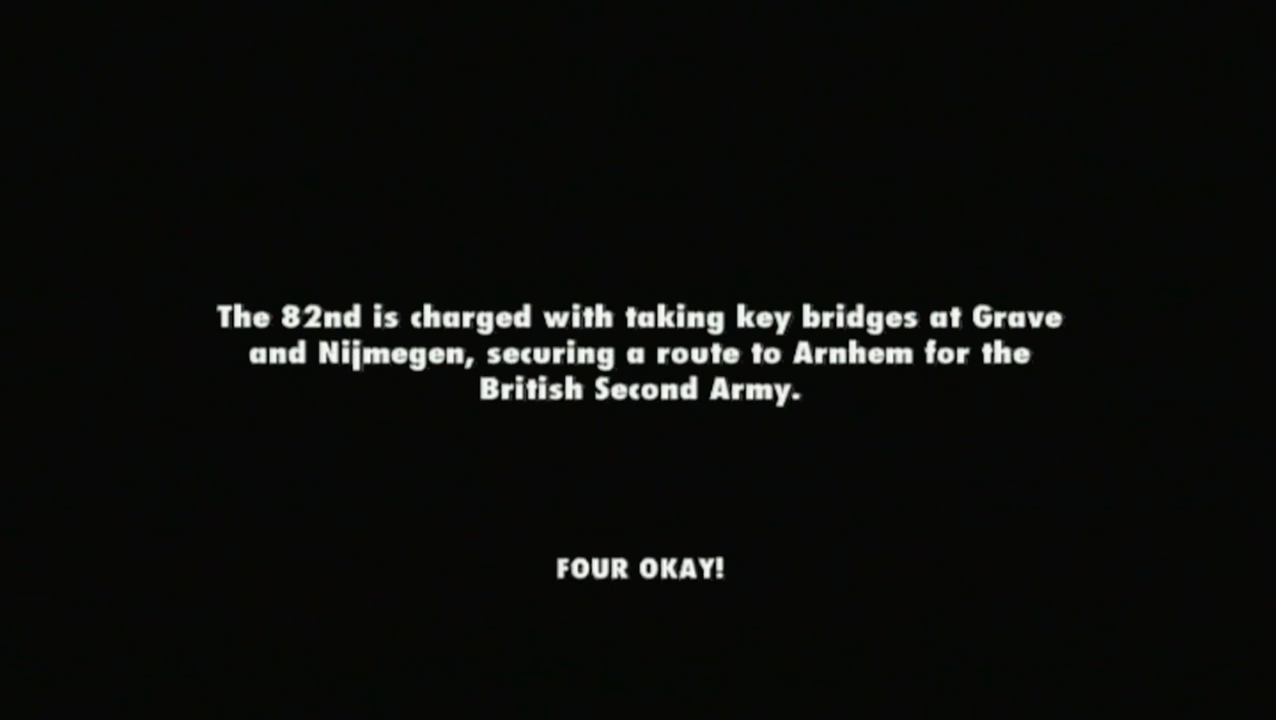 The 82nd is charged with taking key bridges at Grave
and Nijmegen, securing a route to Arnhem for the
British Second Army.
FOUR OKAY!